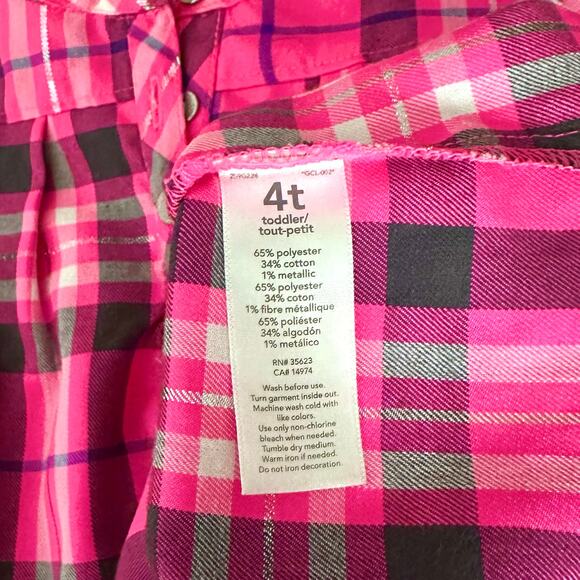 "GCL-002"
4t
toddler/
tout-petit
65% polyester
34% cotton
1% metallic
65% polyester
34% coton
1% fibre métallique
65% poliéster
34% algodón
1% metálico
RN# 35623
CA# 14974
Wash before use.
Turn garment inside out.
Machine wash cold with
like colors.
Use only non-chlorine
bleach when needed.
Tumble dry medium.
Warm iron if needed.
Do not iron decoration.